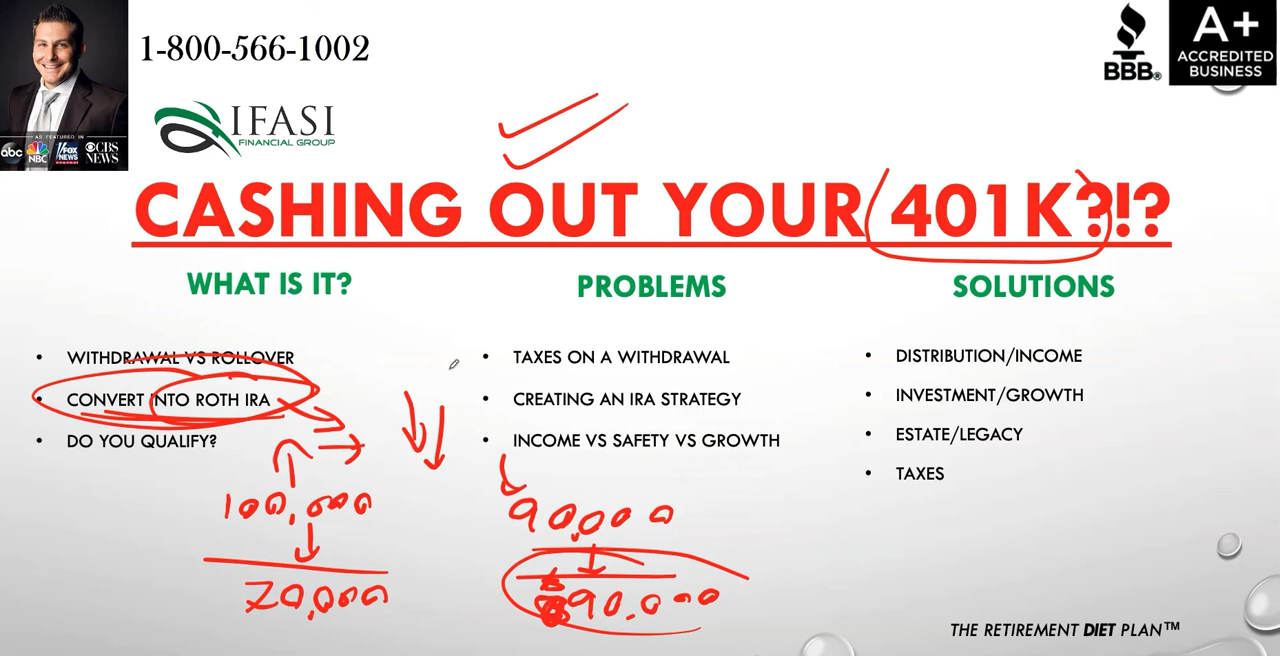 1-800-566-1002
BBB®
A+
ACCREDITED
BUSINESS
IFASI
FINANCIAL GROUP
AS FEATURED IN
abc NBC FOX NEWS CBS NEWS
CASHING OUT YOUR 401K?!?
WHAT IS IT?
• WITHDRAWAL VS ROLLOVER
• CONVERT INTO ROTH IRA
• DO YOU QUALIFY?
100,000
70,000
PROBLEMS
• TAXES ON A WITHDRAWAL
• CREATING AN IRA STRATEGY
• INCOME VS SAFETY VS GROWTH
90,000
90,000
SOLUTIONS
• DISTRIBUTION/INCOME
• INVESTMENT/GROWTH
• ESTATE/LEGACY
• TAXES
THE RETIREMENT DIET PLAN™